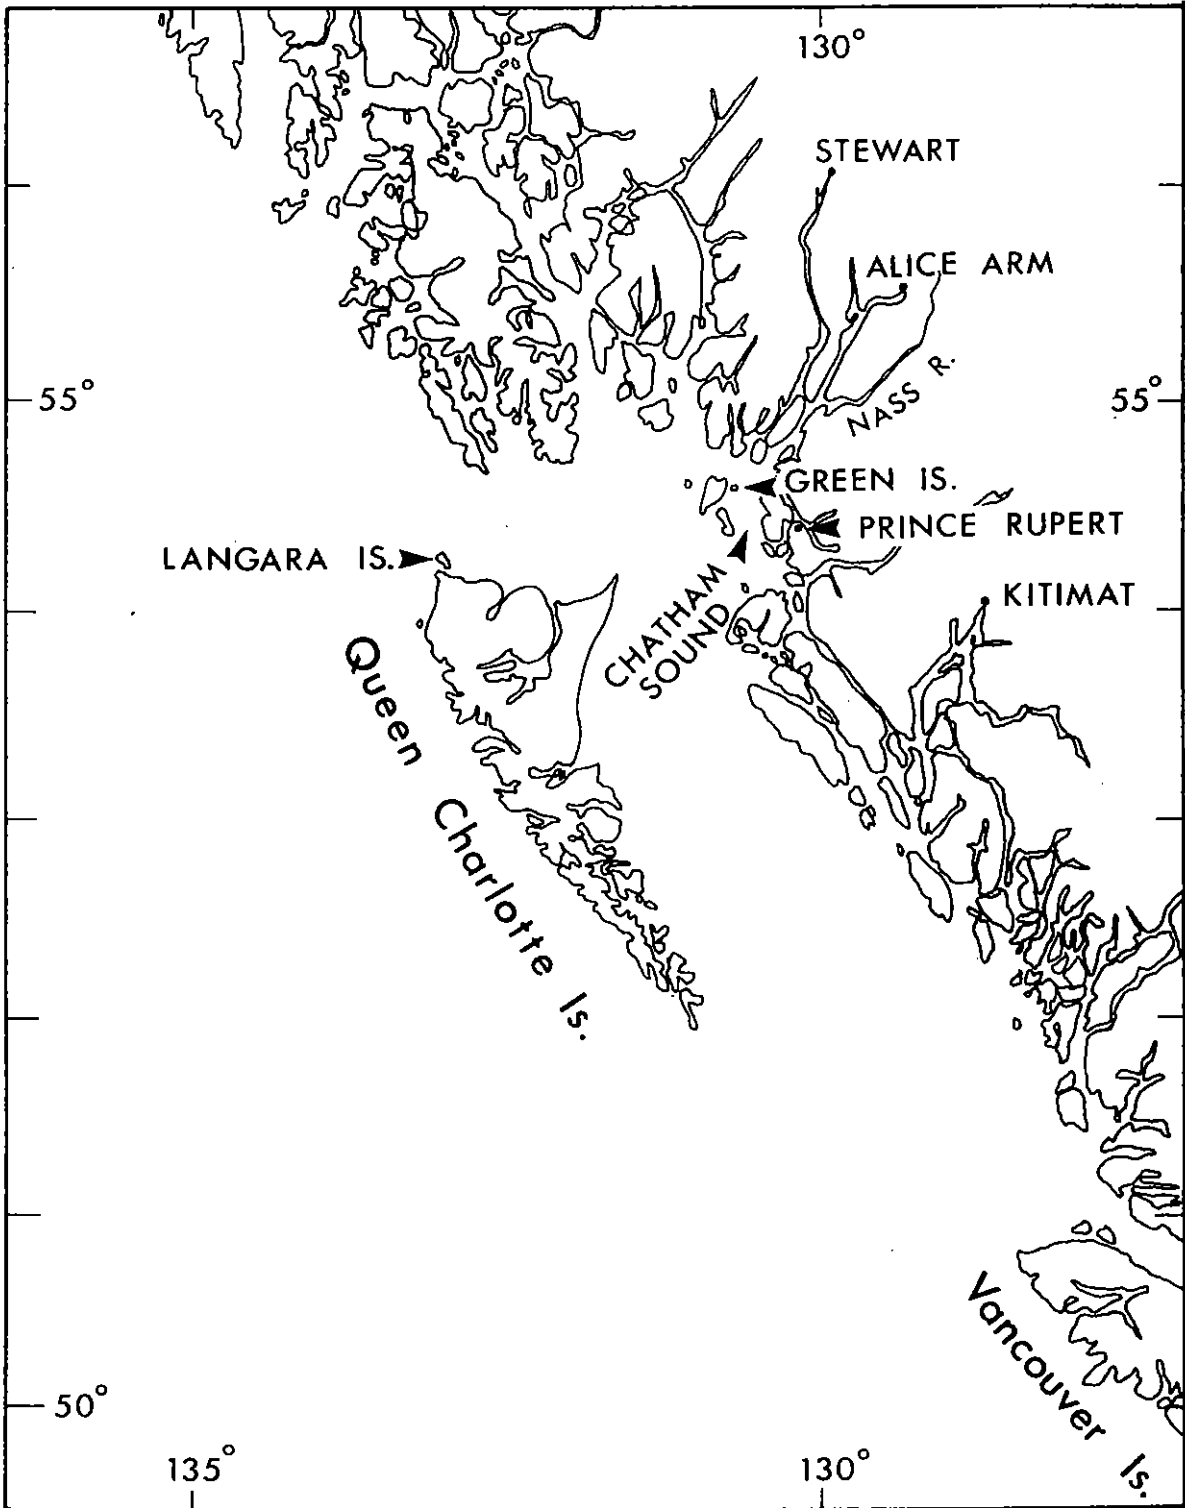 130°
STEWART
ALICE ARM
55°
55°
NASS R.
GREEN IS.
PRINCE RUPERT
LANGARA IS.
KITIMAT
CHATHAM
SOUND
Queen Charlotte Is.
Vancouver Is.
50°
135°
130°